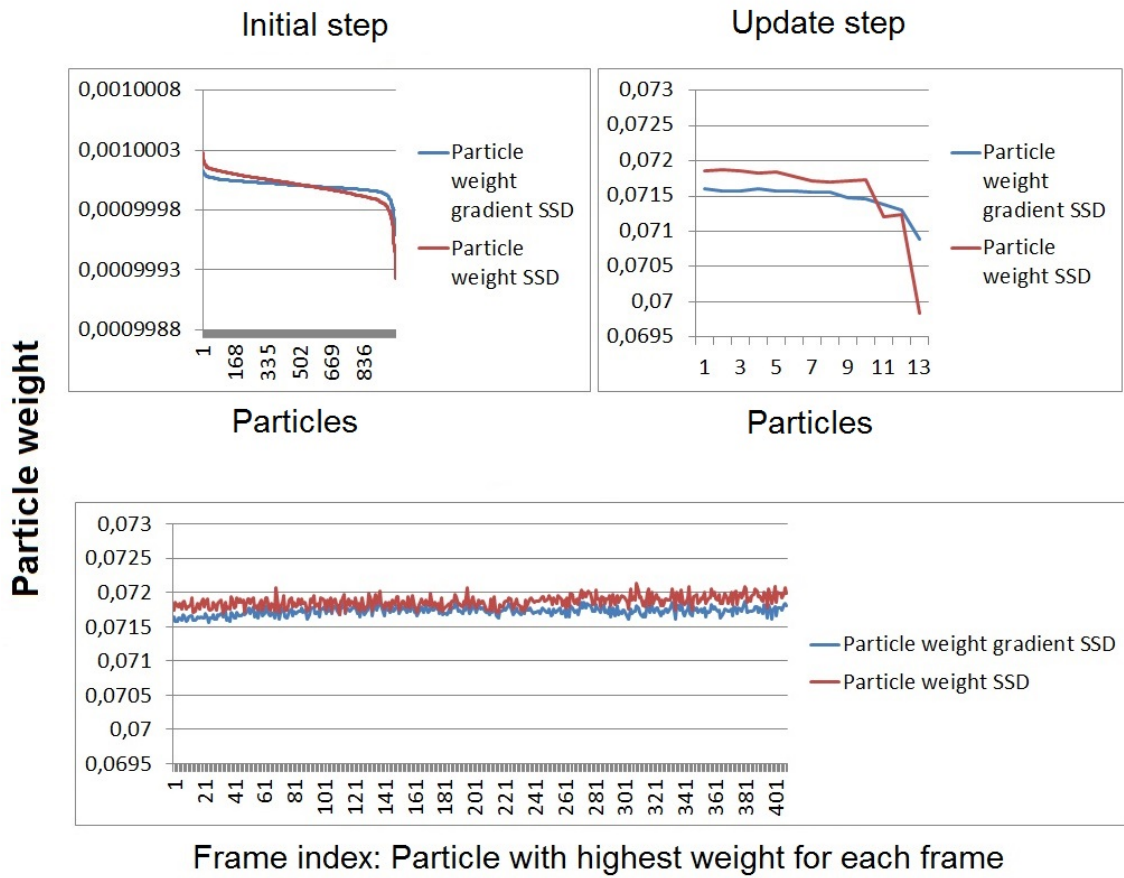 Initial step
Update step
0,0010008
0,0010003
0,0009998
0,0009993
0,0009988
1 168 335 502 669 836
Particle
weight
gradient SSD
Particle
weight SSD
Particles
0,073
0,0725
0,072
0,0715
0,071
0,0705
0,07
0,0695
1 3 5 7 9 11 13
Particle
weight
gradient SSD
Particle
weight SSD
Particles
Particle weight
0,073
0,0725
0,072
0,0715
0,071
0,0705
0,07
0,0695
1 21 41 61 81 101 121 141 161 181 201 221 241 261 281 301 321 341 361 381 401
Particle weight gradient SSD
Particle weight SSD
Frame index: Particle with highest weight for each frame